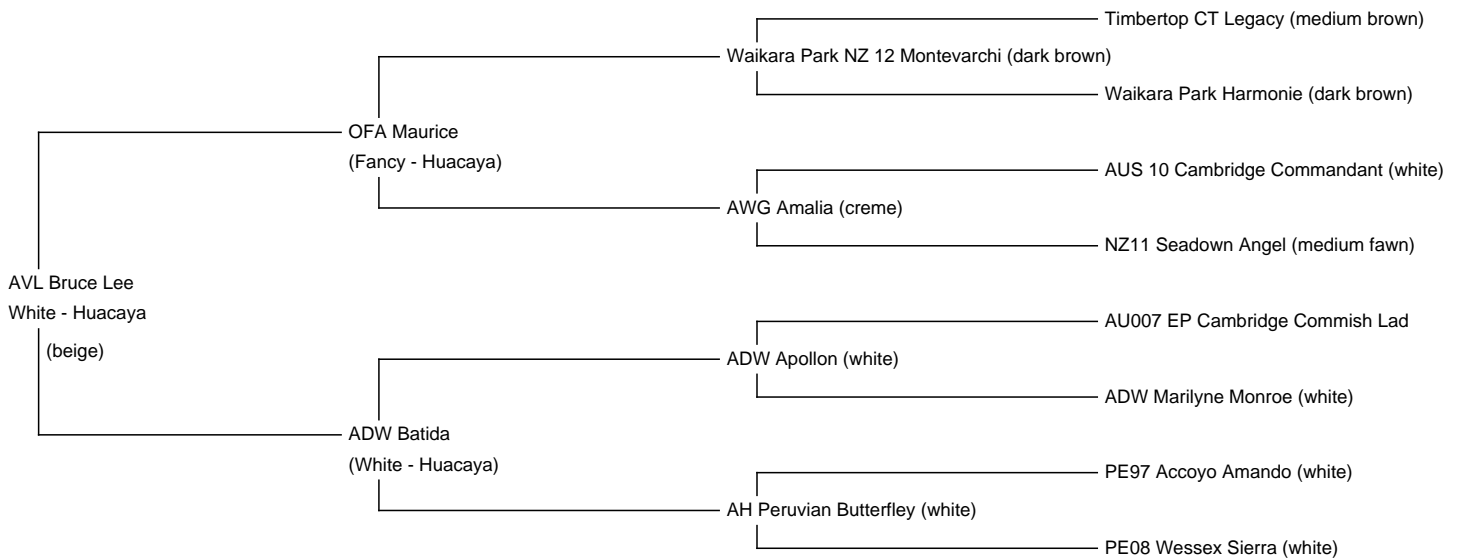 Timbertop CT Legacy (medium brown)
Waikara Park NZ 12 Montevarchi (dark brown)
Waikara Park Harmonie (dark brown)
OFA Maurice
(Fancy - Huacaya)
AUS 10 Cambridge Commandant (white)
AWG Amalia (creme)
NZ11 Seadown Angel (medium fawn)
AVL Bruce Lee
White - Huacaya
(beige)
AU007 EP Cambridge Commish Lad
ADW Apollon (white)
ADW Marilyne Monroe (white)
ADW Batida
(White - Huacaya)
PE97 Accoyo Amando (white)
AH Peruvian Butterfley (white)
PE08 Wessex Sierra (white)